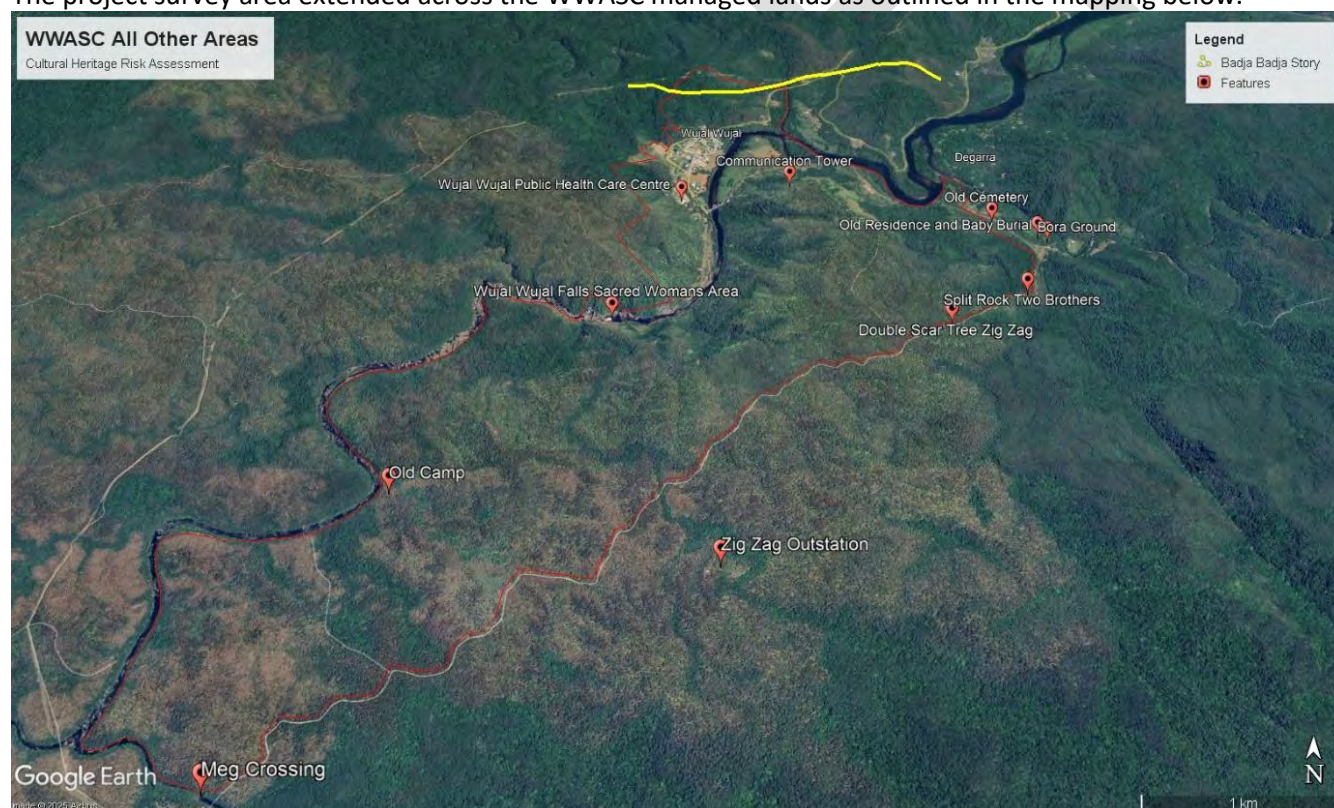 The project survey area extended across the WWASC managed lands as outlined in the mapping below.
WWASC All Other Areas
Cultural Heritage Risk Assessment
Legend
Badja Badja Story
Features
Wujal Wujal
Communication Tower
Degarra
Wujal Wujal Public Health Care Centre
Old Cemetery
Old Residence and Baby Burial
Bora Ground
Wujal Wujal Falls Sacred Womans Area
Split Rock Two Brothers
Double Scar Tree Zig Zag
Old Camp
Zig Zag Outstation
Meg Crossing
Google Earth
N
1 km